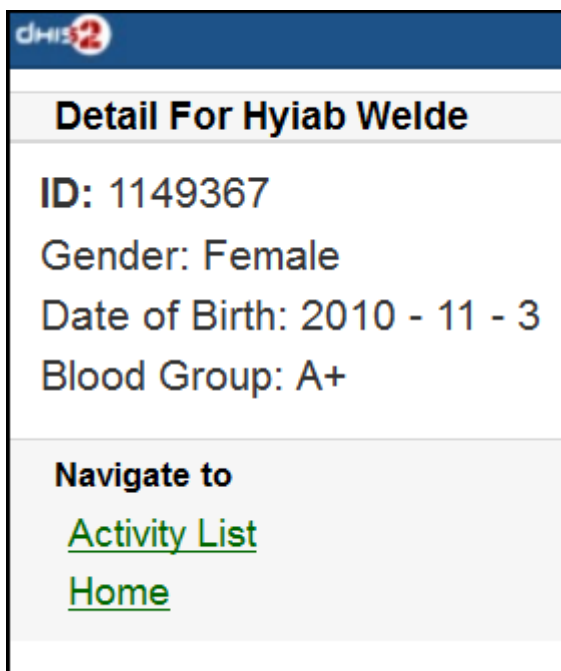 dHIS2
Detail For Hyiab Welde
ID: 1149367
Gender: Female
Date of Birth: 2010 - 11 - 3
Blood Group: A+
Navigate to
Activity List
Home